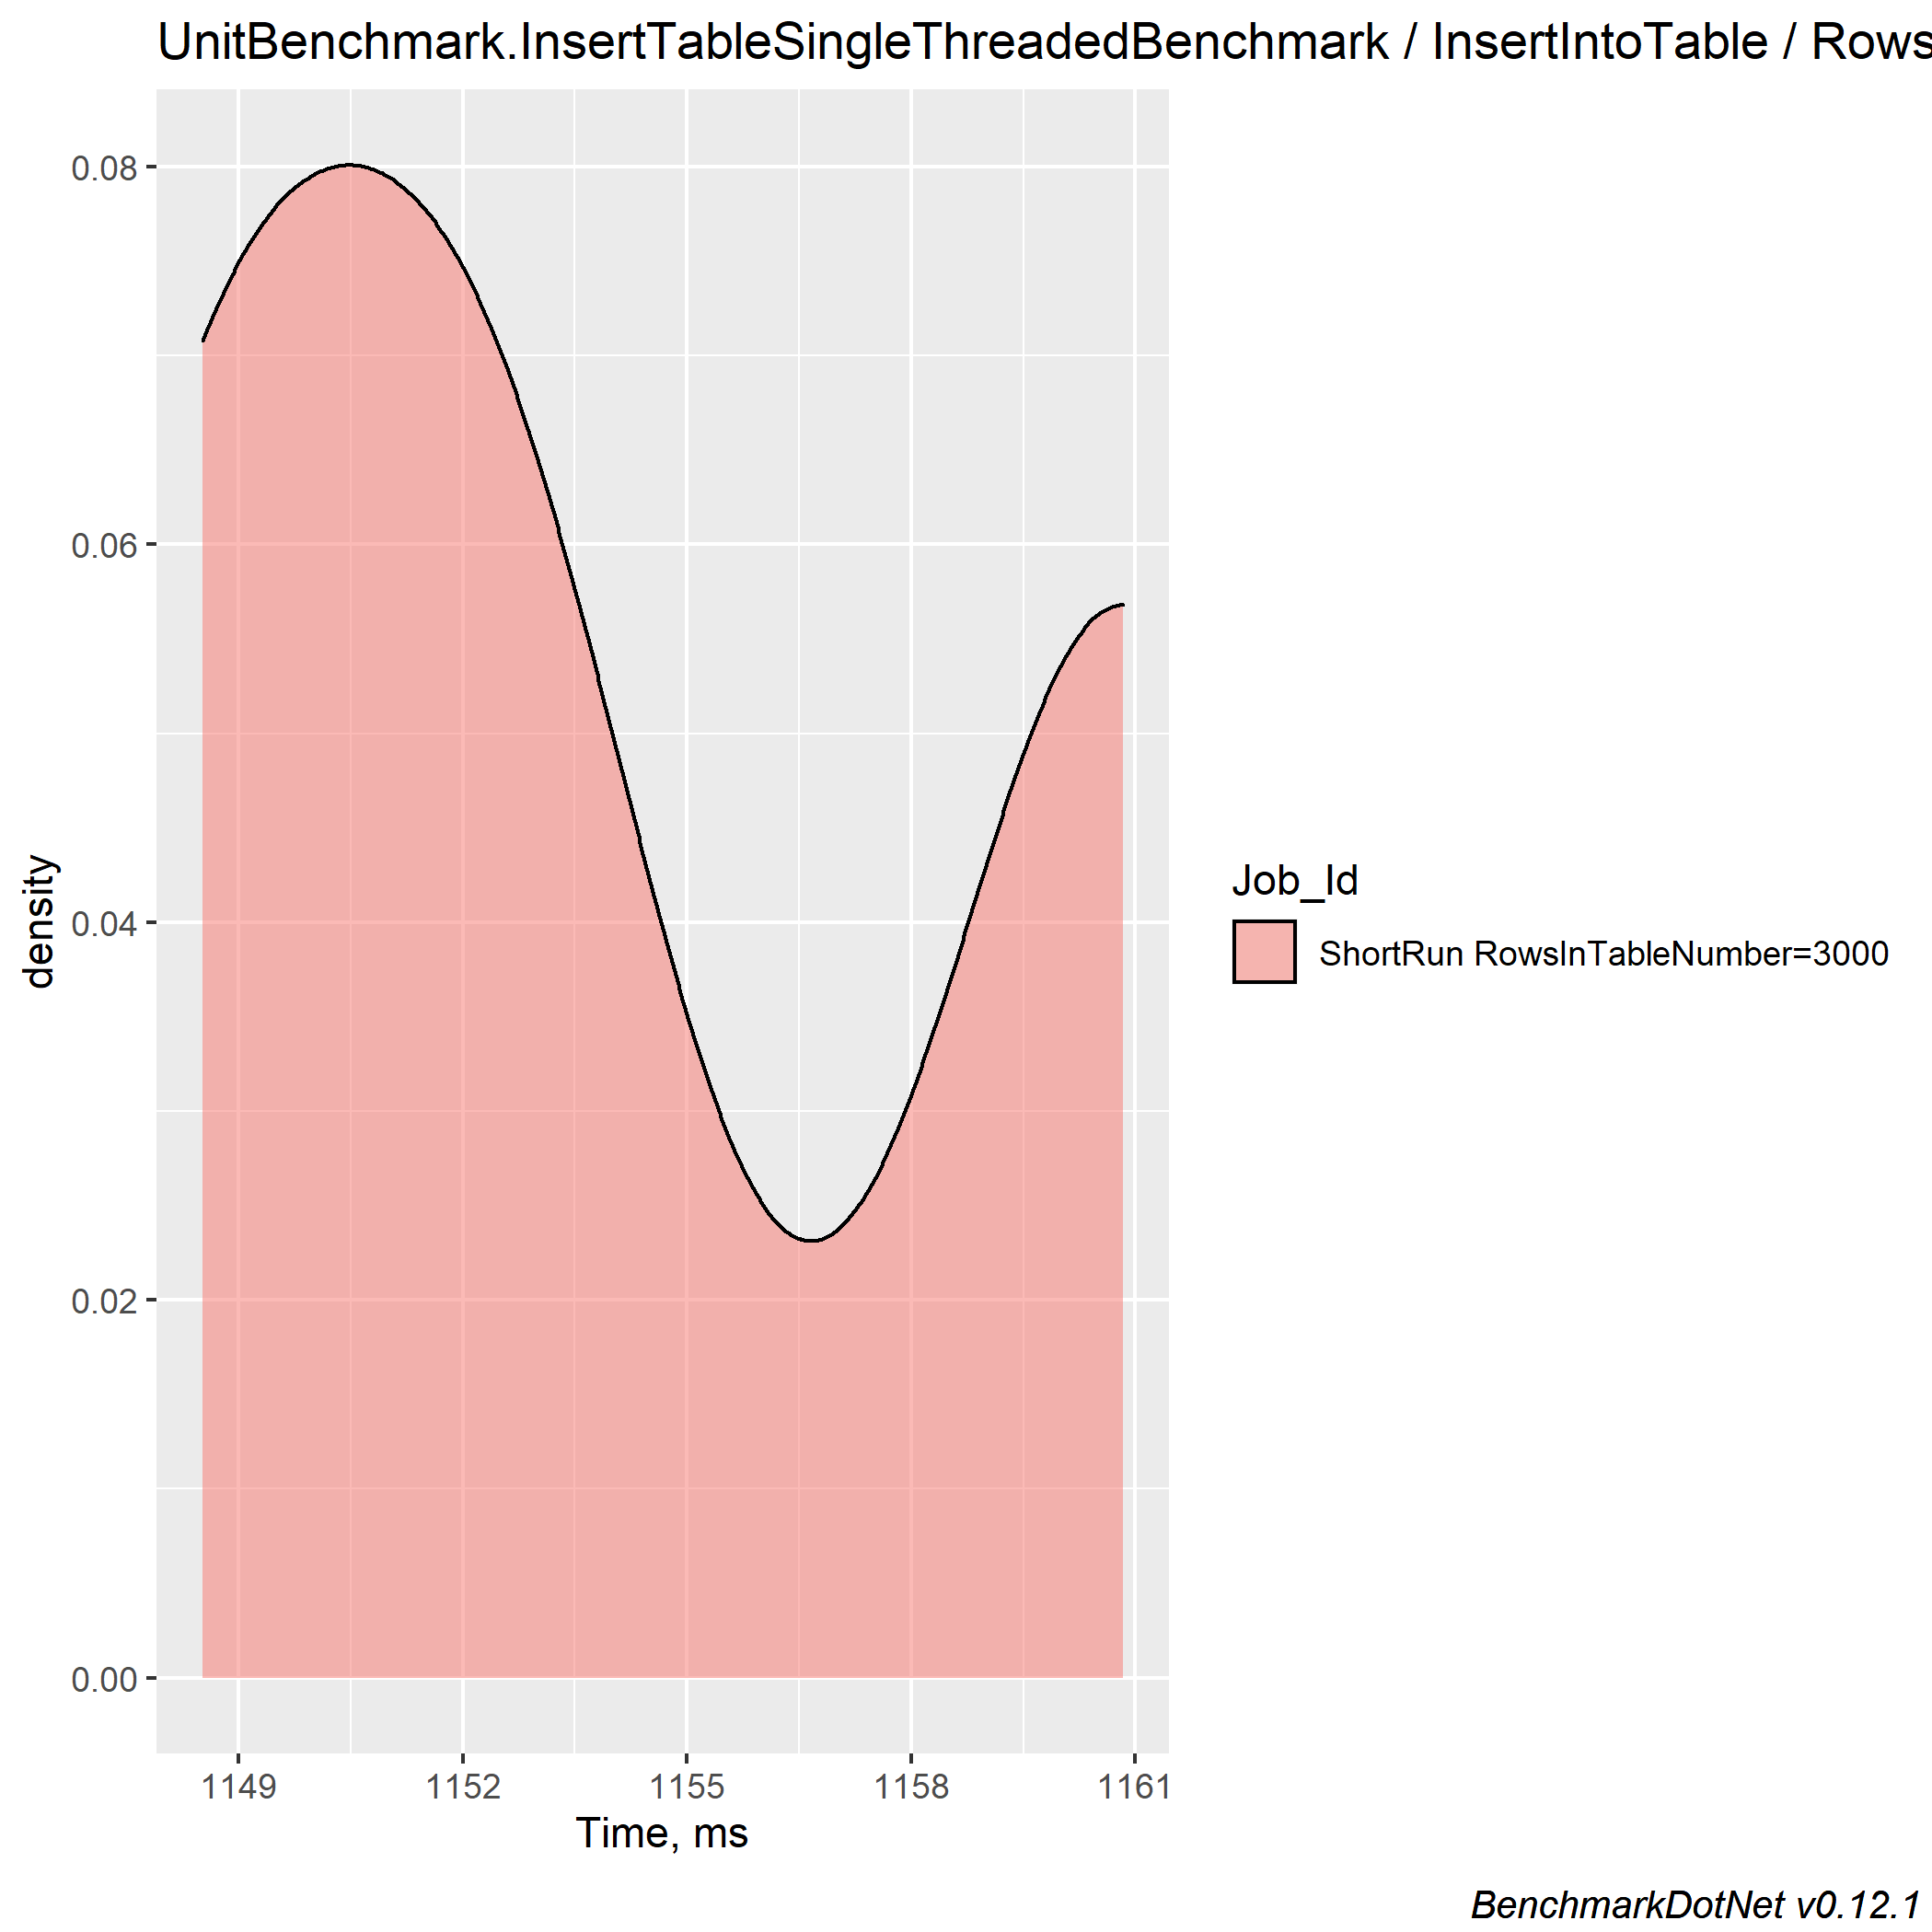 UnitBenchmark.InsertTableSingleThreadedBenchmark / InsertIntoTable / Rows
0.08
0.06
0.04
0.02
0.00
density
1149 1152 1155 1158 1161
Time, ms
Job_Id
ShortRun RowsInTableNumber=3000
BenchmarkDotNet v0.12.1